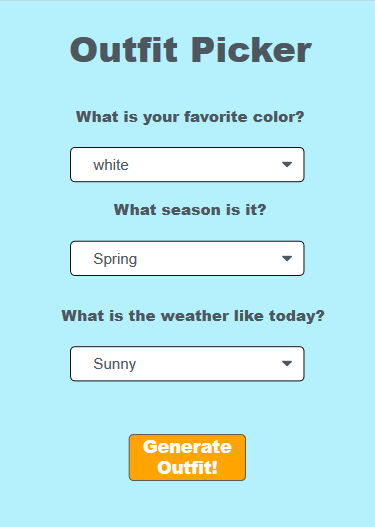 Outfit Picker
What is your favorite color?
white
What season is it?
Spring
What is the weather like today?
Sunny
Generate
Outfit!